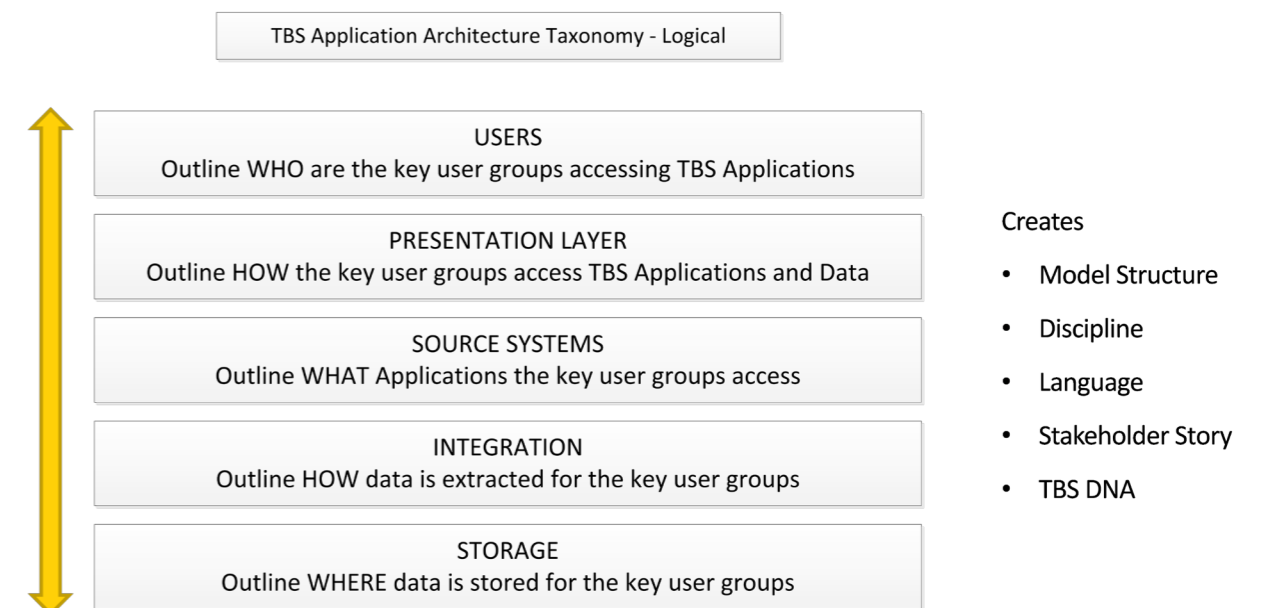 TBS Application Architecture Taxonomy - Logical
USERS
Outline WHO are the key user groups accessing TBS Applications
PRESENTATION LAYER
Outline HOW the key user groups access TBS Applications and Data
SOURCE SYSTEMS
Outline WHAT Applications the key user groups access
INTEGRATION
Outline HOW data is extracted for the key user groups
STORAGE
Outline WHERE data is stored for the key user groups
Creates
• Model Structure
• Discipline
• Language
• Stakeholder Story
• TBS DNA